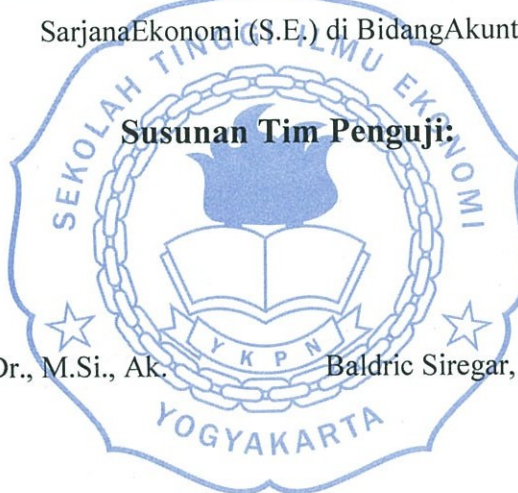 SarjanaEkonomi (S.E.) di BidangAkunt
SEKOLAH TINGGI ILMU EKONOMI
Susunan Tim Penguji:
Y K P N
Dr., M.Si., Ak. Baldric Siregar,
YOGYAKARTA